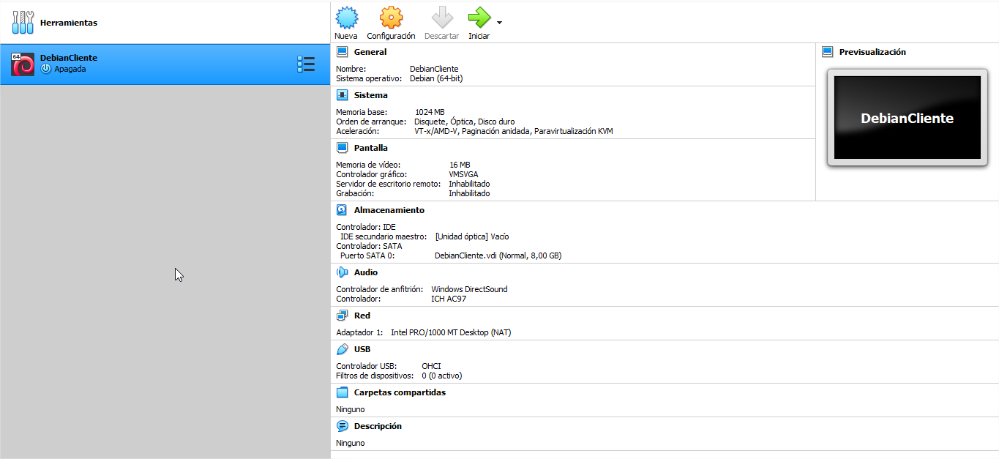 Herramientas
64
DebianCliente
Apagada
Nueva Configuración Descartar Iniciar
General
Nombre: DebianCliente
Sistema operativo: Debian (64-bit)
Sistema
Memoria base: 1024 MB
Orden de arranque: Disquete, Óptica, Disco duro
Aceleración: VT-x/AMD-V, Paginación anidada, Paravirtualización KVM
Pantalla
Memoria de vídeo: 16 MB
Controlador gráfico: VMSVGA
Servidor de escritorio remoto: Inhabilitado
Grabación: Inhabilitado
Previsualización
DebianCliente
Almacenamiento
Controlador: IDE
IDE secundario maestro: [Unidad óptica] Vacío
Controlador: SATA
Puerto SATA 0: DebianCliente.vdi (Normal, 8,00 GB)
Audio
Controlador de anfitrión: Windows DirectSound
Controlador: ICH AC97
Red
Adaptador 1: Intel PRO/1000 MT Desktop (NAT)
USB
Controlador USB: OHCI
Filtros de dispositivos: 0 (0 activo)
Carpetas compartidas
Ninguno
Descripción
Ninguno